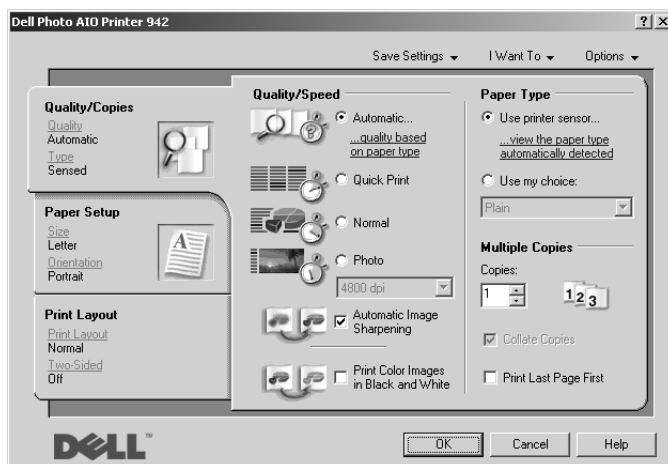 Dell Photo AIO Printer 942
Save Settings
I Want To
Options
Quality/Copies
Quality
Automatic
Type
Sensed
Paper Setup
Size
Letter
Orientation
Portrait
Print Layout
Print Layout
Normal
Two-Sided
Off
Quality/Speed
Automatic...
...quality based
on paper type
Quick Print
Normal
Photo
4800 dpi
Automatic Image
Sharpening
Print Color Images
in Black and White
Paper Type
Use printer sensor...
...view the paper type
automatically detected
Use my choice:
Plain
Multiple Copies
Copies:
1
1 2 3
Collate Copies
Print Last Page First
DELL™
OK
Cancel
Help